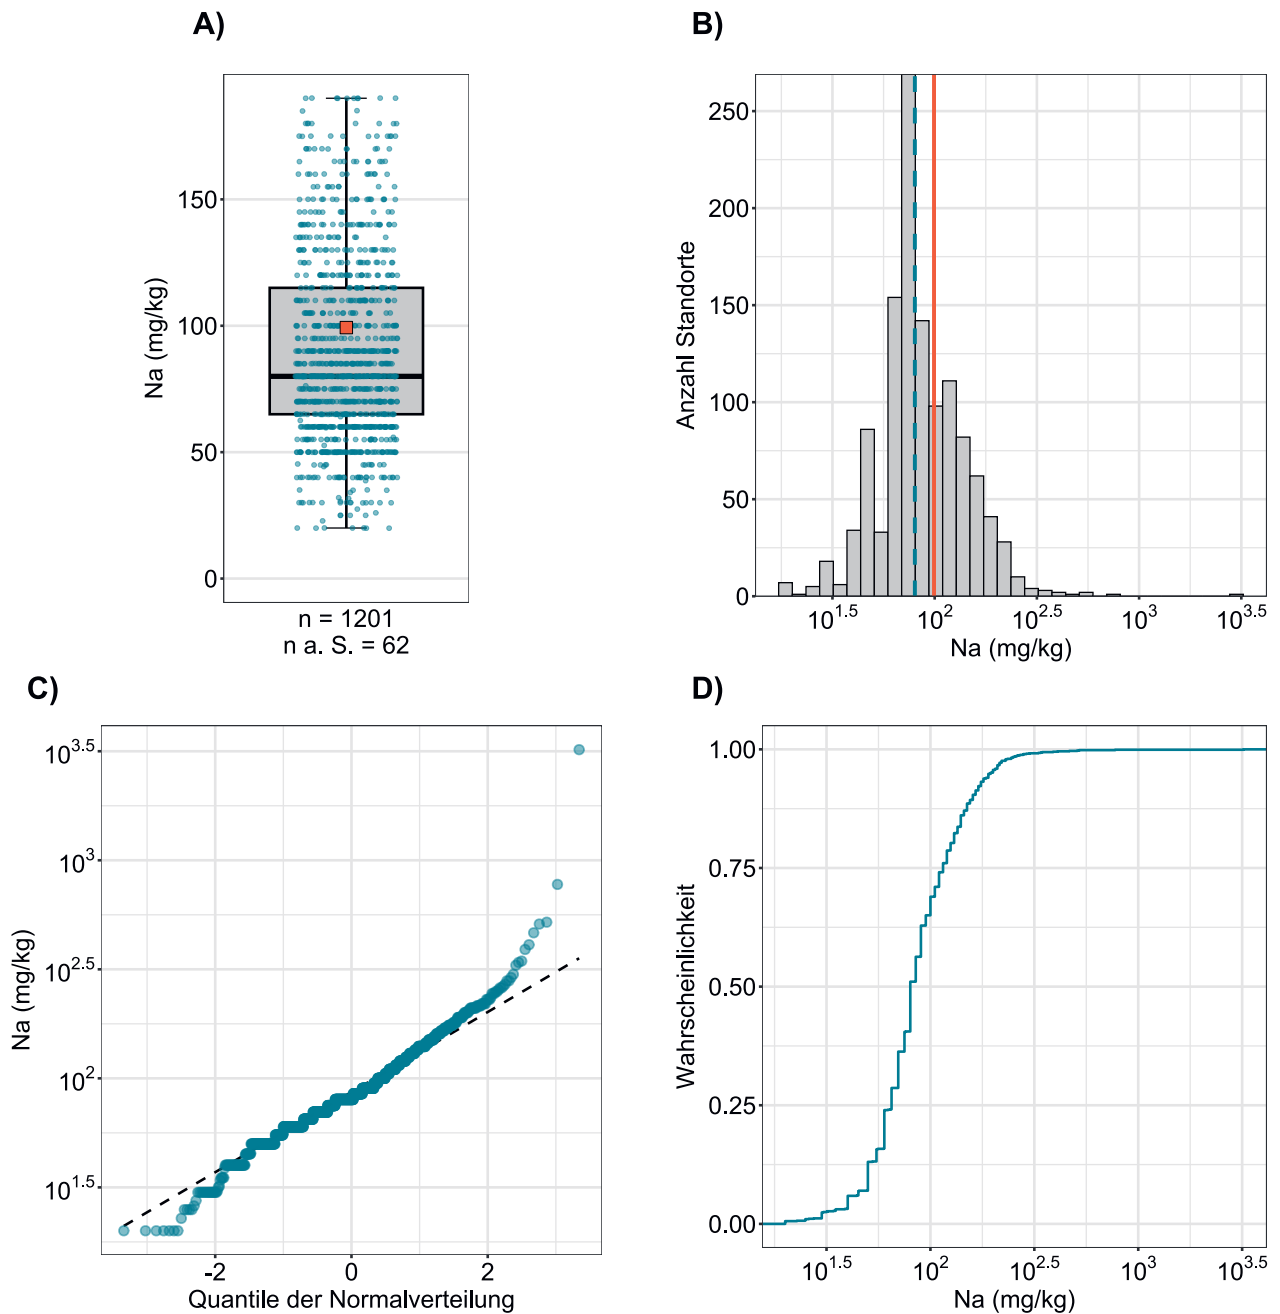 A)
Na (mg/kg)
150
100
50
0
n = 1201
n a. S. = 62
B)
Anzahl Standorte
250
200
150
100
50
0
10^1.5 10^2 10^2.5 10^3 10^3.5
Na (mg/kg)
C)
Na (mg/kg)
10^3.5
10^3
10^2.5
10^2
10^1.5
-2 0 2
Quantile der Normalverteilung
D)
Wahrscheinlichkeit
1.00
0.75
0.50
0.25
0.00
10^1.5 10^2 10^2.5 10^3 10^3.5
Na (mg/kg)